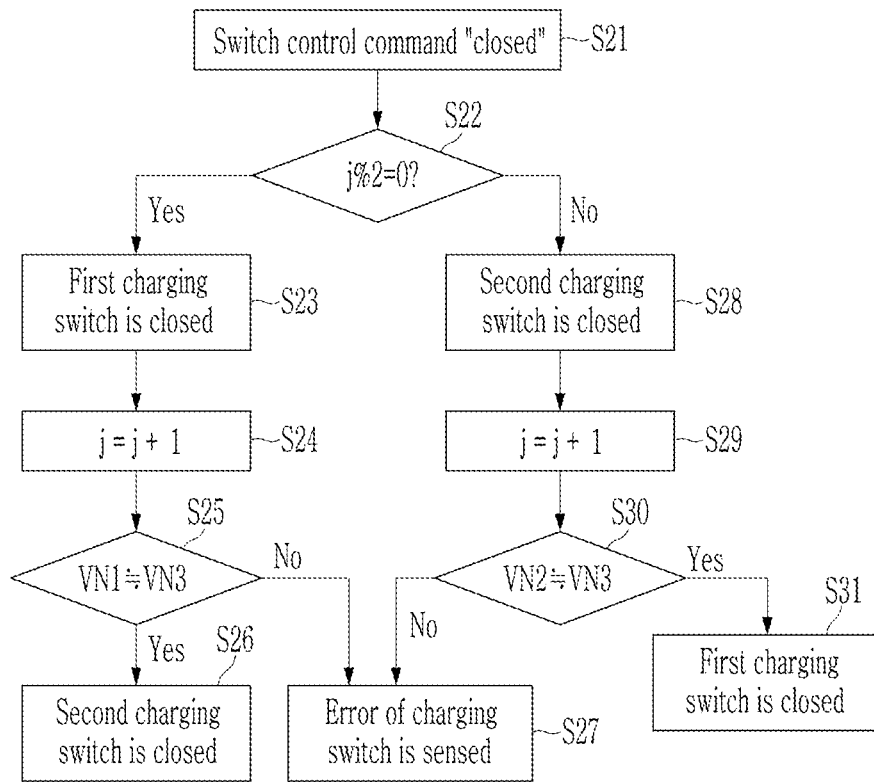 Switch control command "closed"
S21
S22
j%2=0?
Yes
No
First charging
switch is closed
S23
Second charging
switch is closed
S28
j = j + 1
S24
j = j + 1
S29
S25
VN1≒VN3
No
S30
VN2≒VN3
Yes
No
Yes
S26
Second charging
switch is closed
Error of charging
switch is sensed
S27
S31
First charging
switch is closed